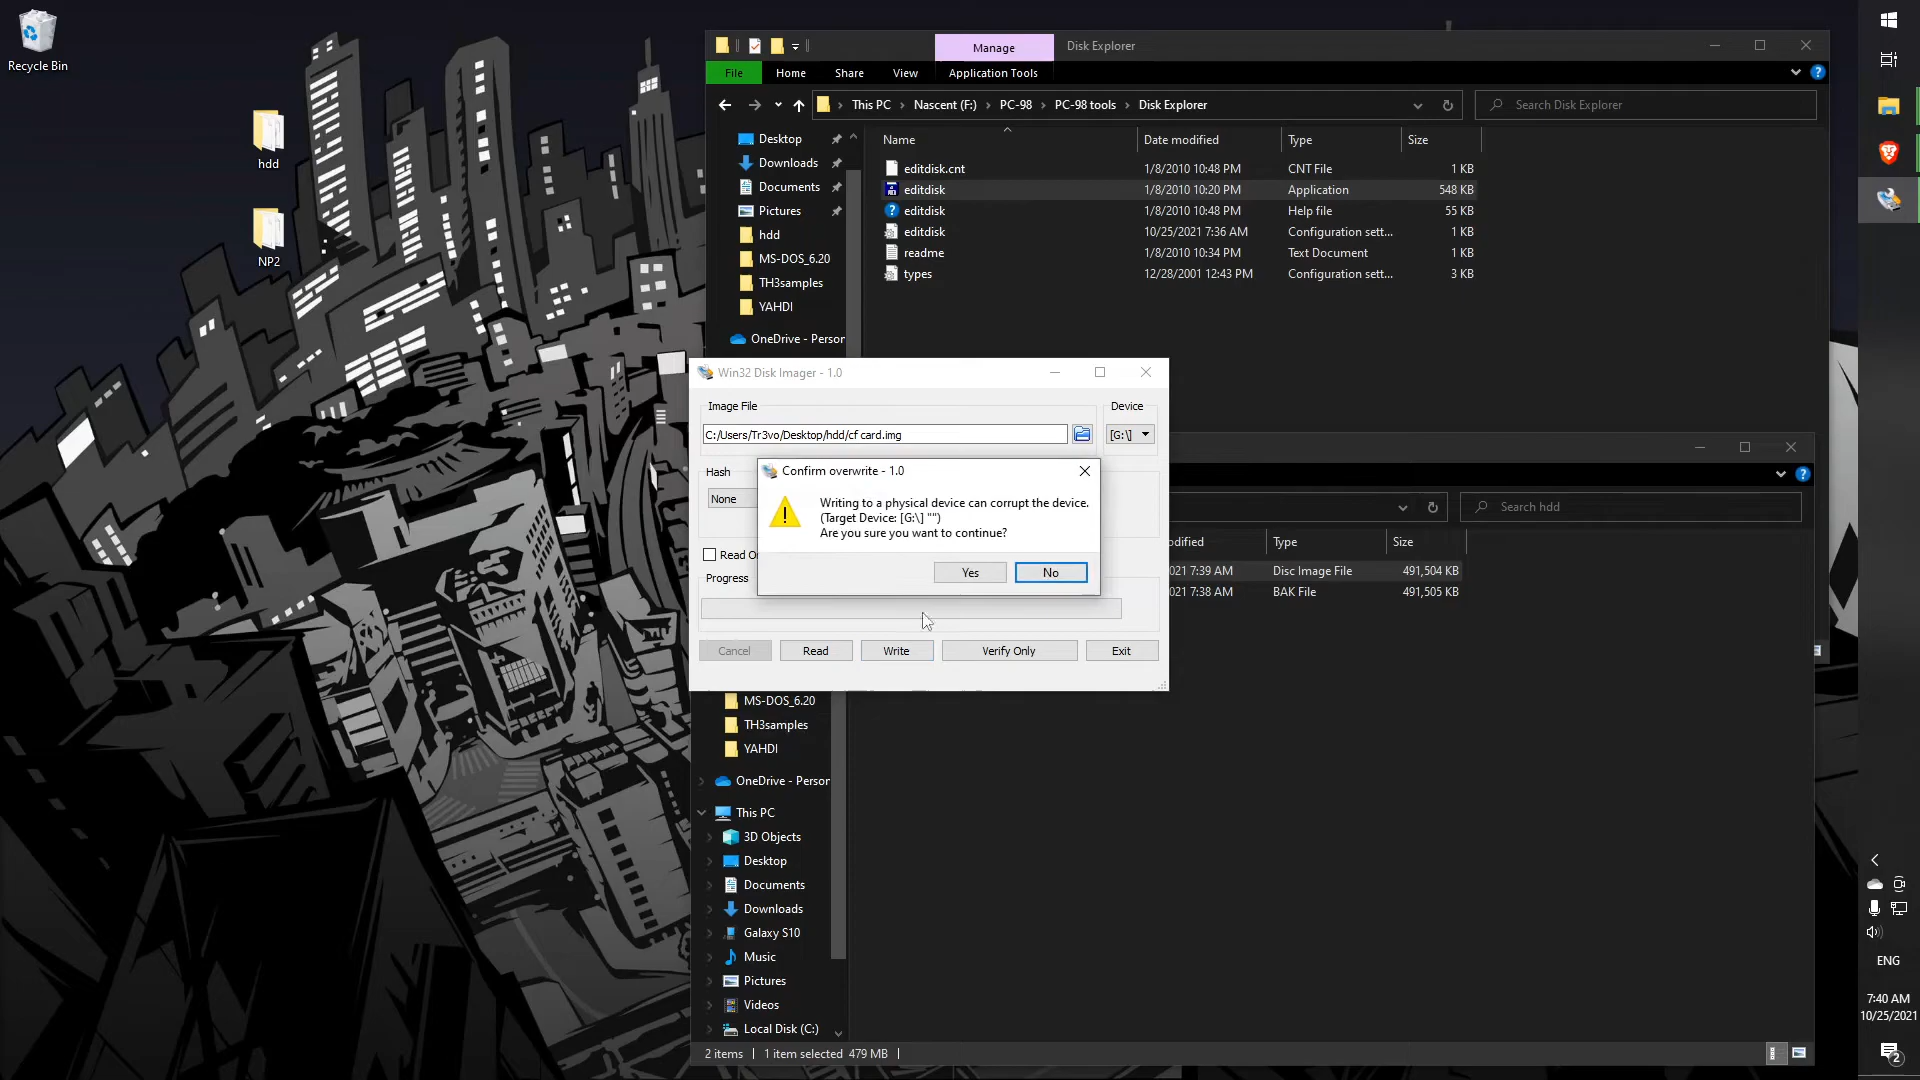 Recycle Bin
hdd
NP2
Manage
Disk Explorer
File
Home
Share
View
Application Tools
This PC
Nascent (F:)
PC-98
PC-98 tools
Disk Explorer
Search Disk Explorer
Desktop
Downloads
Documents
Pictures
hdd
MS-DOS_6.20
TH3samples
YAHDI
OneDrive - Person
Name
Date modified
Type
Size
editdisk.cnt
1/8/2010 10:48 PM
CNT File
1 KB
editdisk
1/8/2010 10:20 PM
Application
548 KB
editdisk
1/8/2010 10:48 PM
Help file
55 KB
editdisk
10/25/2021 7:36 AM
Configuration sett...
1 KB
readme
1/8/2010 10:34 PM
Text Document
1 KB
types
12/28/2001 12:43 PM
Configuration sett...
3 KB
Win32 Disk Imager - 1.0
Image File
Device
C:/Users/Tr3vo/Desktop/hdd/cf card.img
[G:\]
Hash
None
Confirm overwrite - 1.0
Writing to a physical device can corrupt the device.
(Target Device: [G:\] "")
Are you sure you want to continue?
Yes
No
Read O
Progress
Cancel
Read
Write
Verify Only
Exit
Search hdd
odified
Type
Size
021 7:39 AM
Disc Image File
491,504 KB
021 7:38 AM
BAK File
491,505 KB
MS-DOS_6.20
TH3samples
YAHDI
OneDrive - Person
This PC
3D Objects
Desktop
Documents
Downloads
Galaxy S10
Music
Pictures
Videos
Local Disk (C:)
2 items
1 item selected 479 MB
ENG
7:40 AM
10/25/2021
2